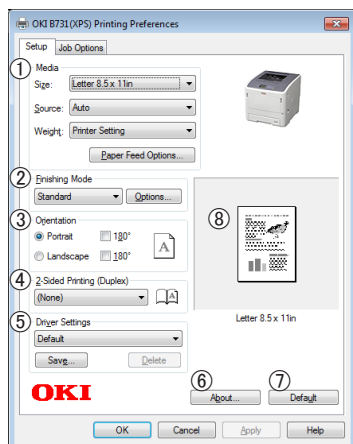 OKI B731(XPS) Printing Preferences
Setup Job Options
1 Media
Size: Letter 8.5 x 11in
Source: Auto
Weight: Printer Setting
Paper Feed Options...
2 Finishing Mode
Standard Options...
3 Orientation
Portrait 180°
Landscape 180°
A
4 2-Sided Printing (Duplex)
(None) A
5 Driver Settings
Default
Save... Delete
8
Letter 8.5 x 11in
OKI
6 7
About... Default
OK Cancel Apply Help